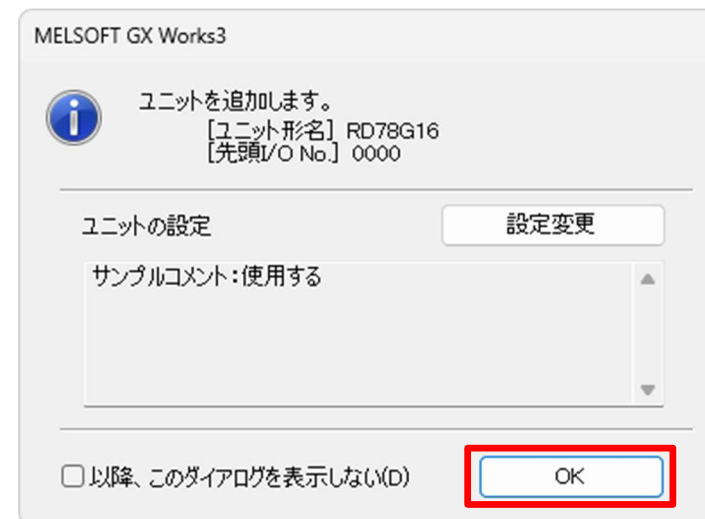 MELSOFT GX Works3
ユニットを追加します。
[ユニット形名] RD78G16
[先頭I/O No.] 0000
ユニットの設定
設定変更
サンプルコメント:使用する
以降、このダイアログを表示しない(D)
OK